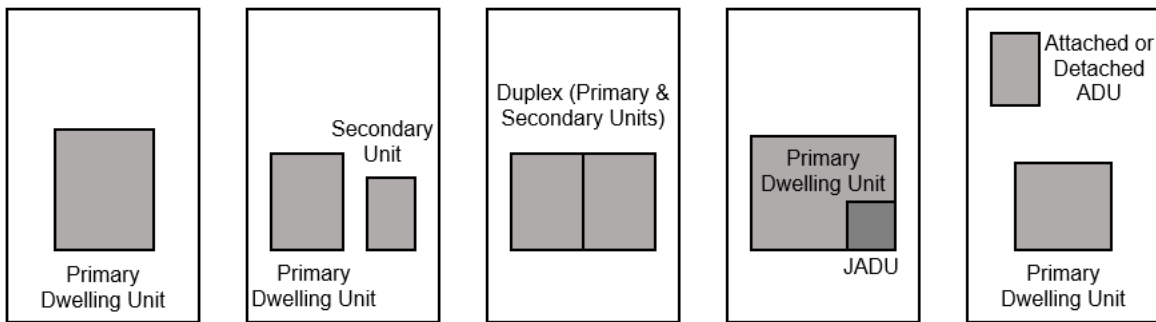 Primary
Dwelling Unit
Secondary
Unit
Primary
Dwelling Unit
Duplex (Primary &
Secondary Units)
Primary
Dwelling Unit
JADU
Attached or
Detached
ADU
Primary
Dwelling Unit